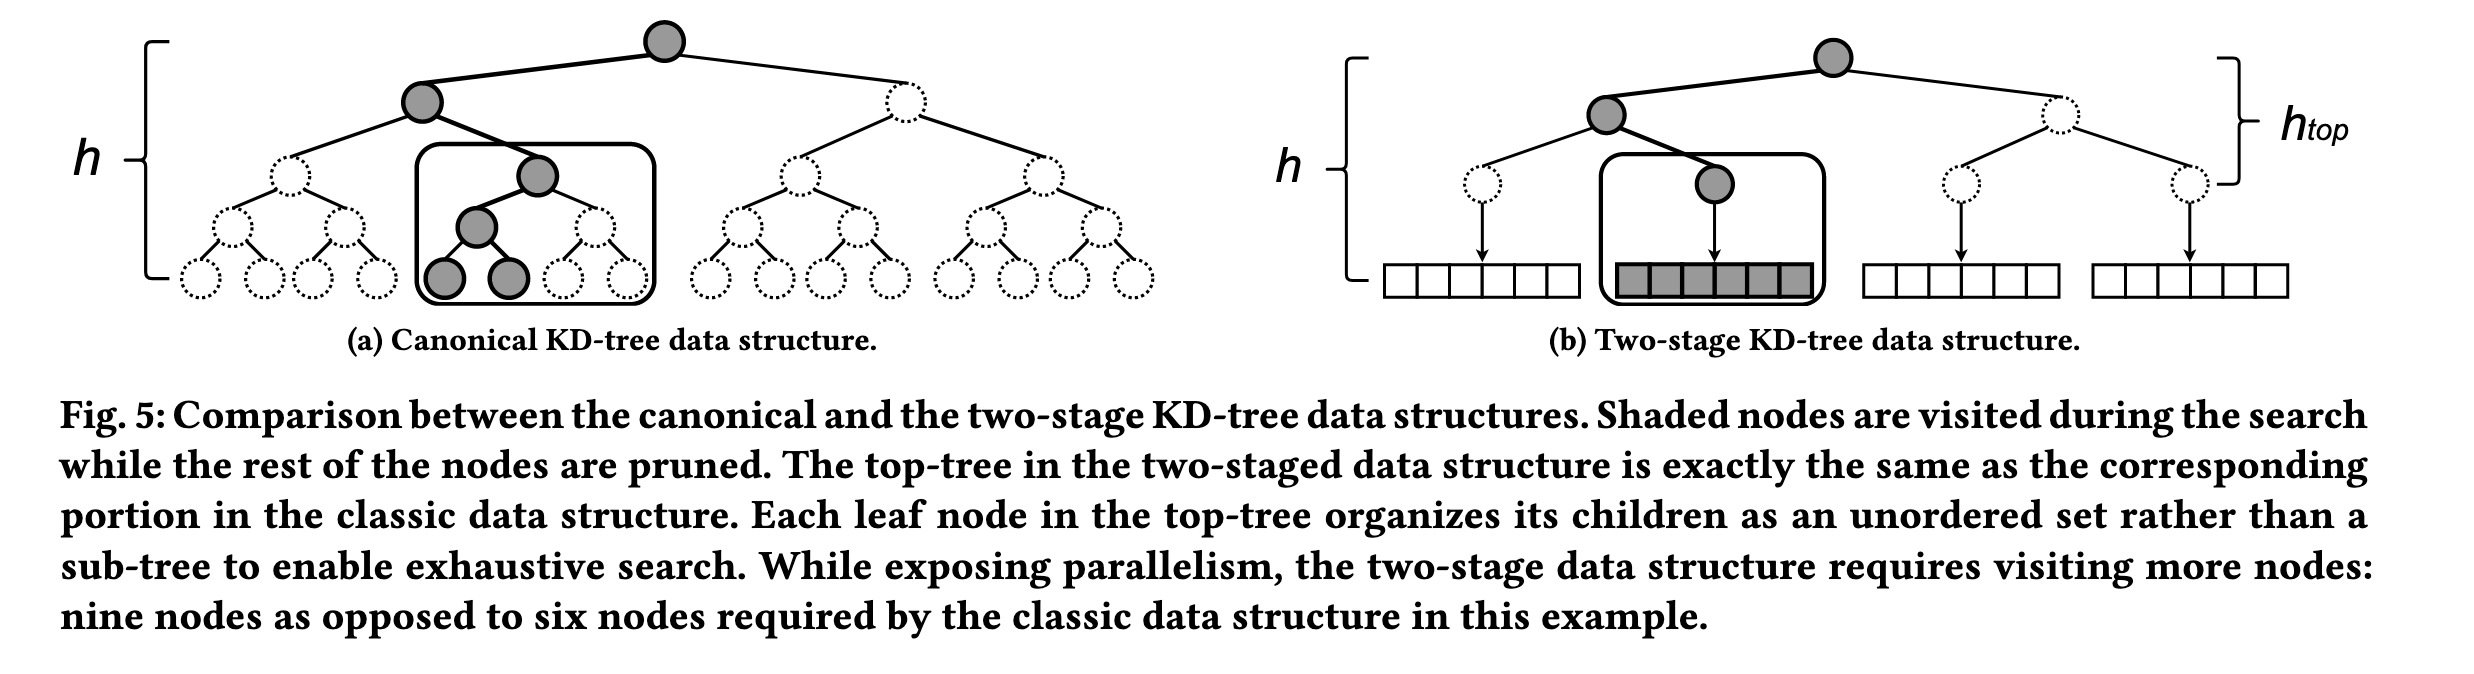 h
h
htop
(a) Canonical KD-tree data structure.
(b) Two-stage KD-tree data structure.
Fig. 5: Comparison between the canonical and the two-stage KD-tree data structures. Shaded nodes are visited during the search
while the rest of the nodes are pruned. The top-tree in the two-staged data structure is exactly the same as the corresponding
portion in the classic data structure. Each leaf node in the top-tree organizes its children as an unordered set rather than a
sub-tree to enable exhaustive search. While exposing parallelism, the two-stage data structure requires visiting more nodes:
nine nodes as opposed to six nodes required by the classic data structure in this example.